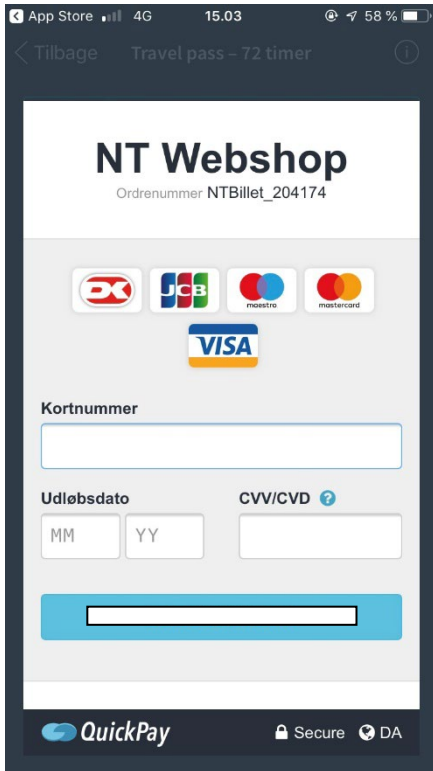 App Store 4G 15.03 58 %
Tilbage Travel pass – 72 timer i
NT Webshop
Ordrenummer NTBillet_204174
DK JCB maestro mastercard
VISA
Kortnummer
Udløbsdato CVV/CVD ?
MM YY
QuickPay Secure DA